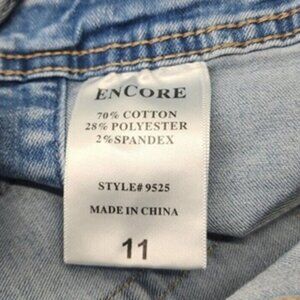 ENCORE
70% COTTON
28% POLYESTER
2% SPANDEX
STYLE# 9525
MADE IN CHINA
11